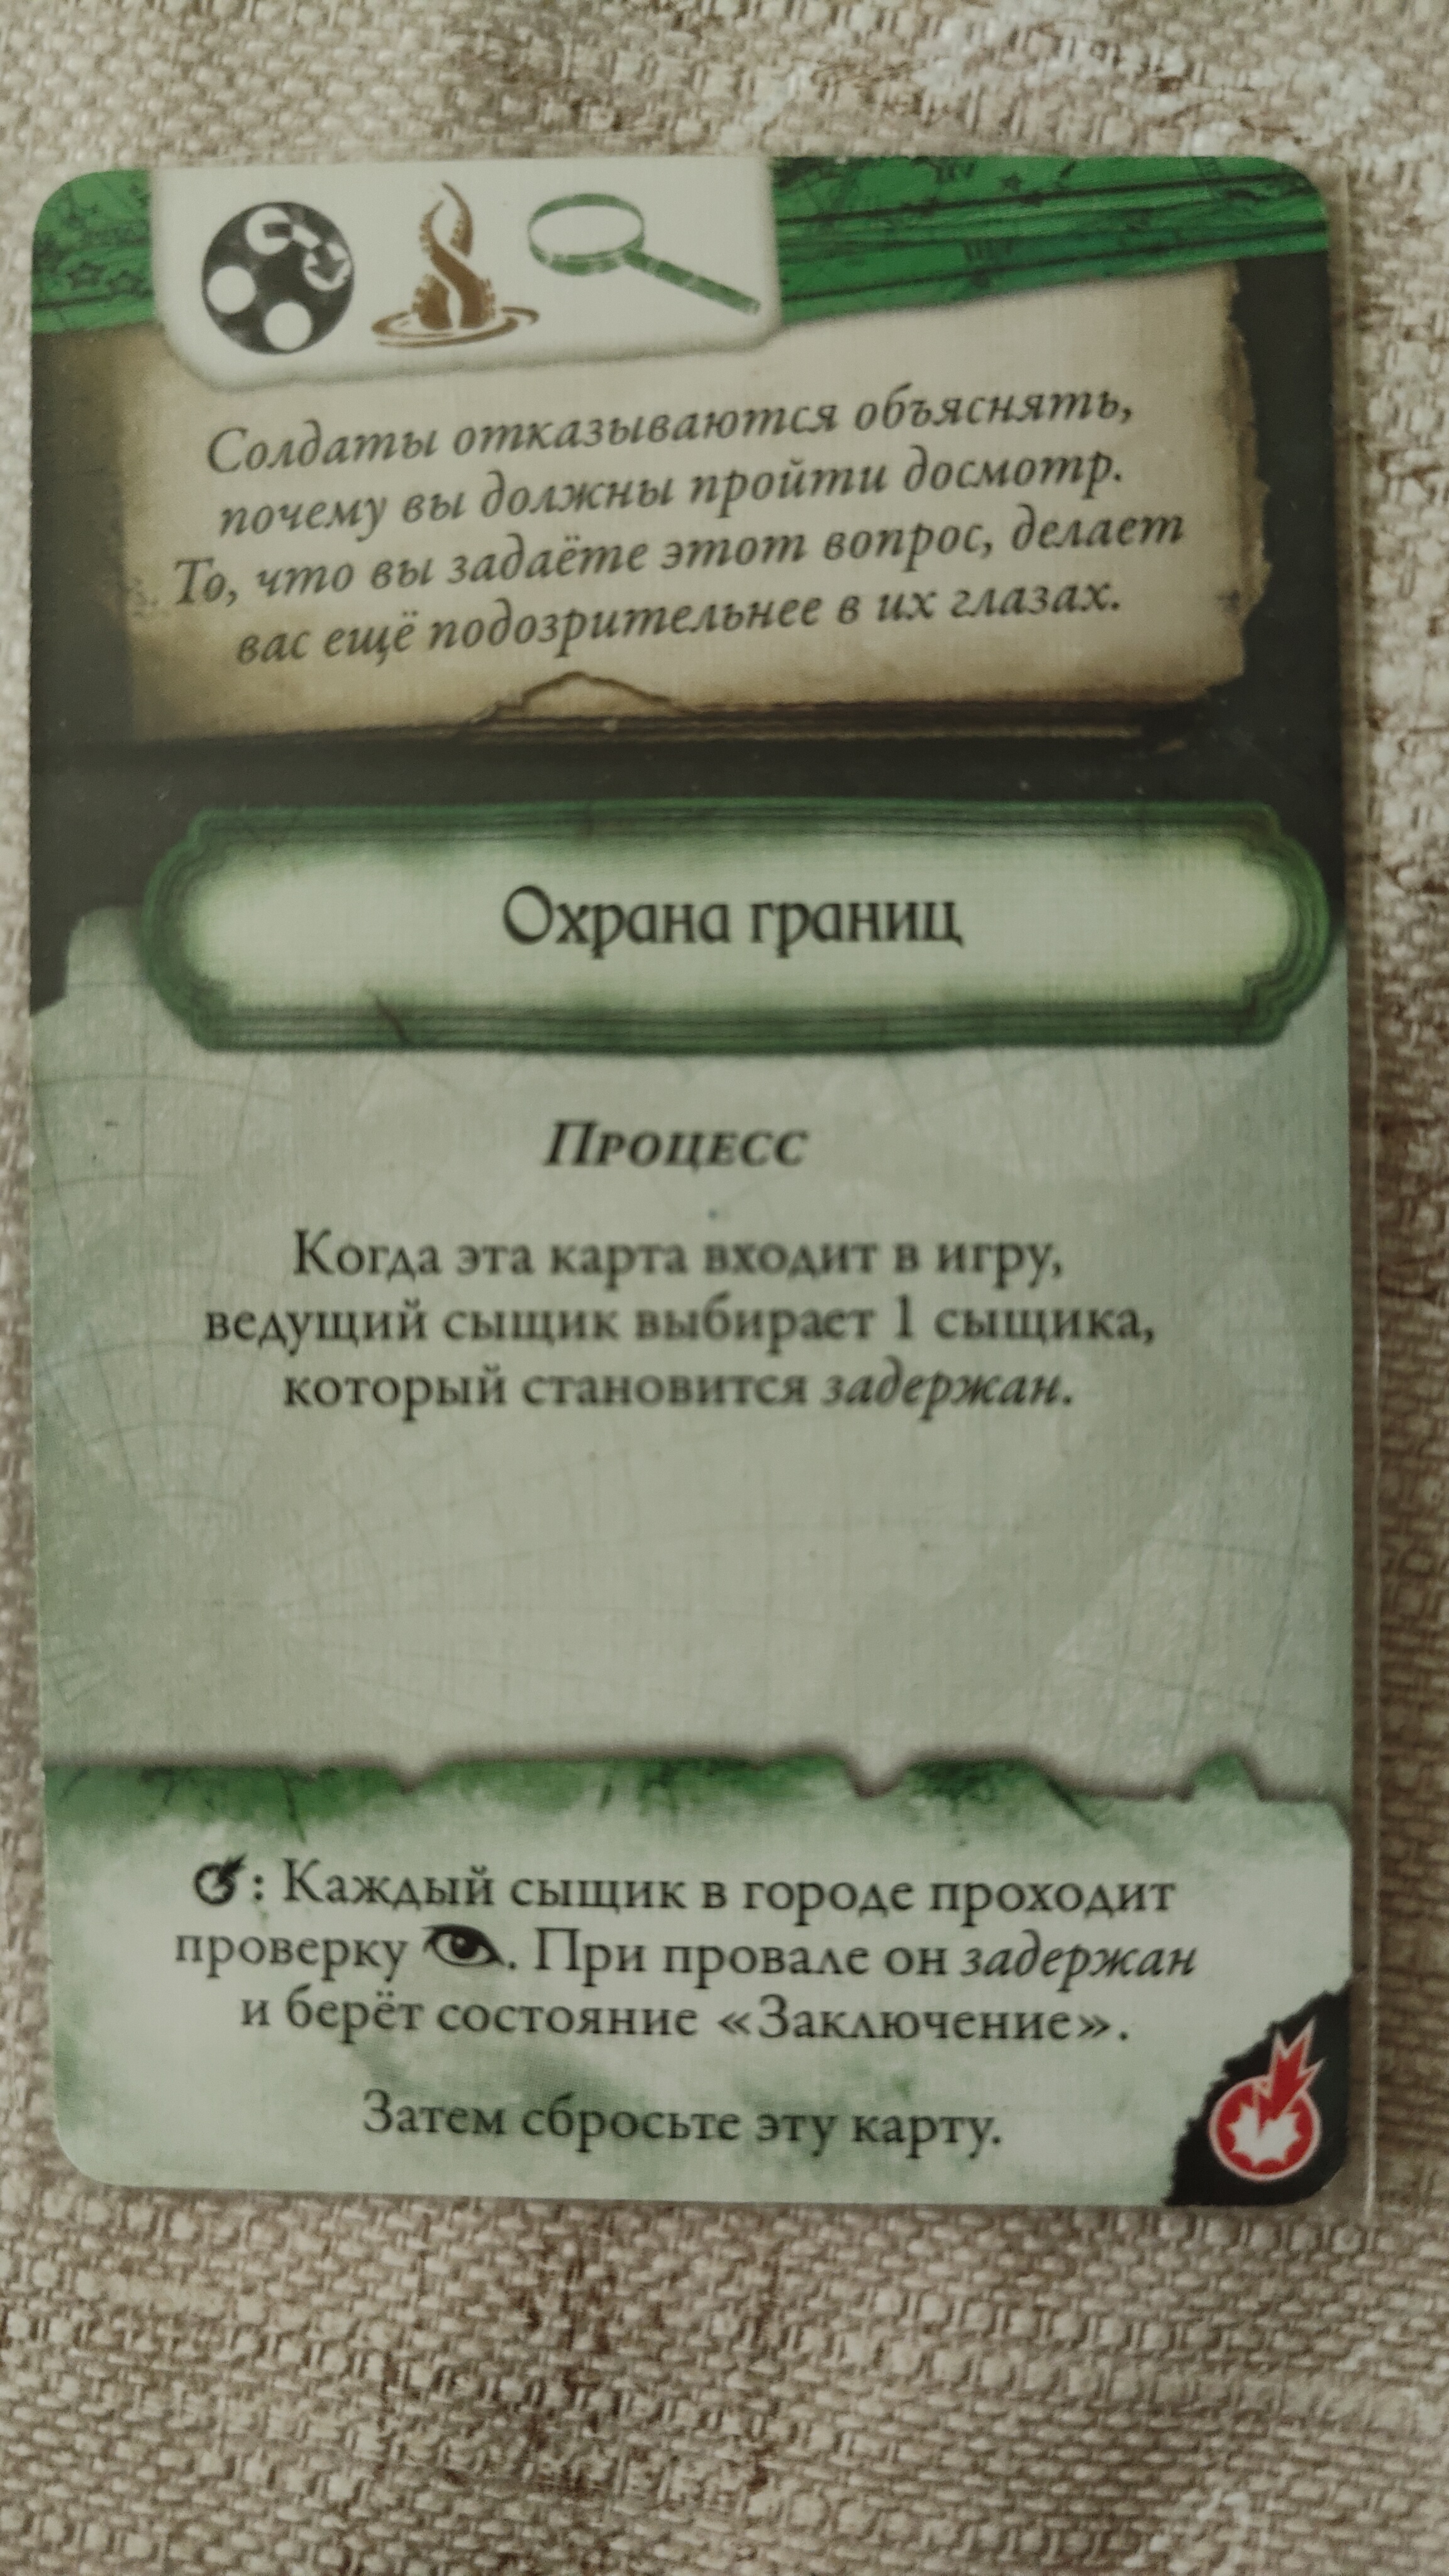 Солдаты отказываются объяснять,
почему вы должны пройти досмотр.
То, что вы задаёте этот вопрос, делает
вас ещё подозрительнее в их глазах.
Охрана границ
Процесс
Когда эта карта входит в игру,
ведущий сыщик выбирает 1 сыщика,
который становится задержан.
: Каждый сыщик в городе проходит
проверку . При провале он задержан
и берёт состояние «Заключение».
Затем сбросьте эту карту.